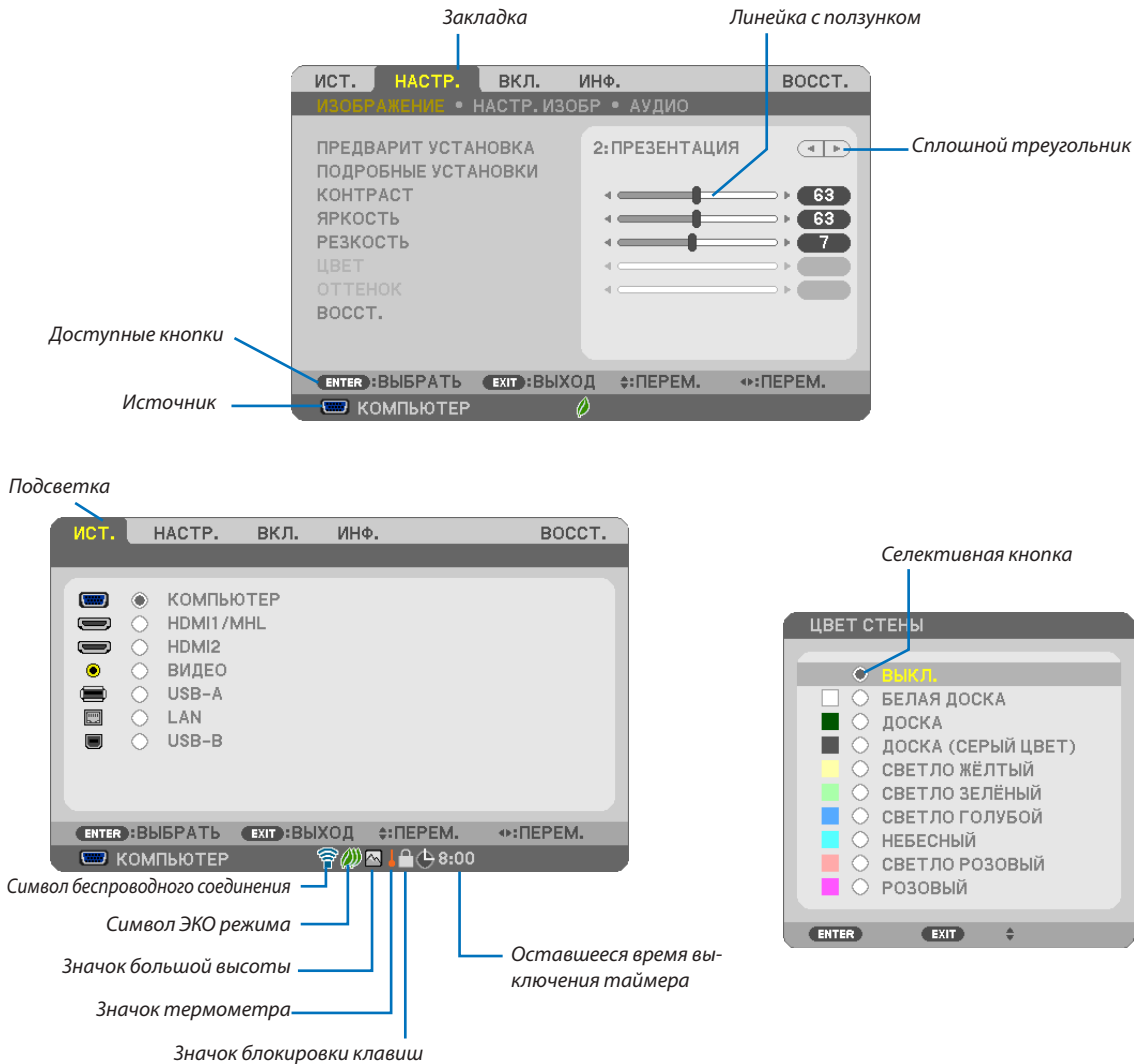 Закладка
Линейка с ползунком
ИСТ. НАСТР. ВКЛ. ИНФ. ВОССТ.
ИЗОБРАЖЕНИЕ • НАСТР. ИЗОБР • АУДИО
ПРЕДВАРИТ УСТАНОВКА 2:ПРЕЗЕНТАЦИЯ
Сплошной треугольник
ПОДРОБНЫЕ УСТАНОВКИ
КОНТРАСТ 63
ЯРКОСТЬ 63
РЕЗКОСТЬ 7
ЦВЕТ
ОТТЕНОК
ВОССТ.
Доступные кнопки
ENTER:ВЫБРАТЬ EXIT:ВЫХОД :ПЕРЕМ. :ПЕРЕМ.
Источник
КОМПЬЮТЕР
Подсветка
ИСТ. НАСТР. ВКЛ. ИНФ. ВОССТ.
КОМПЬЮТЕР
HDMI1/MHL
HDMI2
ВИДЕО
USB-A
LAN
USB-B
ENTER:ВЫБРАТЬ EXIT:ВЫХОД :ПЕРЕМ. :ПЕРЕМ.
КОМПЬЮТЕР 8:00
Символ беспроводного соединения
Символ ЭКО режима
Значок большой высоты
Значок термометра
Значок блокировки клавиш
Оставшееся время вы-
ключения таймера
Селективная кнопка
ЦВЕТ СТЕНЫ
ВЫКЛ.
БЕЛАЯ ДОСКА
ДОСКА
ДОСКА (СЕРЫЙ ЦВЕТ)
СВЕТЛО ЖЁЛТЫЙ
СВЕТЛО ЗЕЛЁНЫЙ
СВЕТЛО ГОЛУБОЙ
НЕБЕСНЫЙ
СВЕТЛО РОЗОВЫЙ
РОЗОВЫЙ
ENTER EXIT